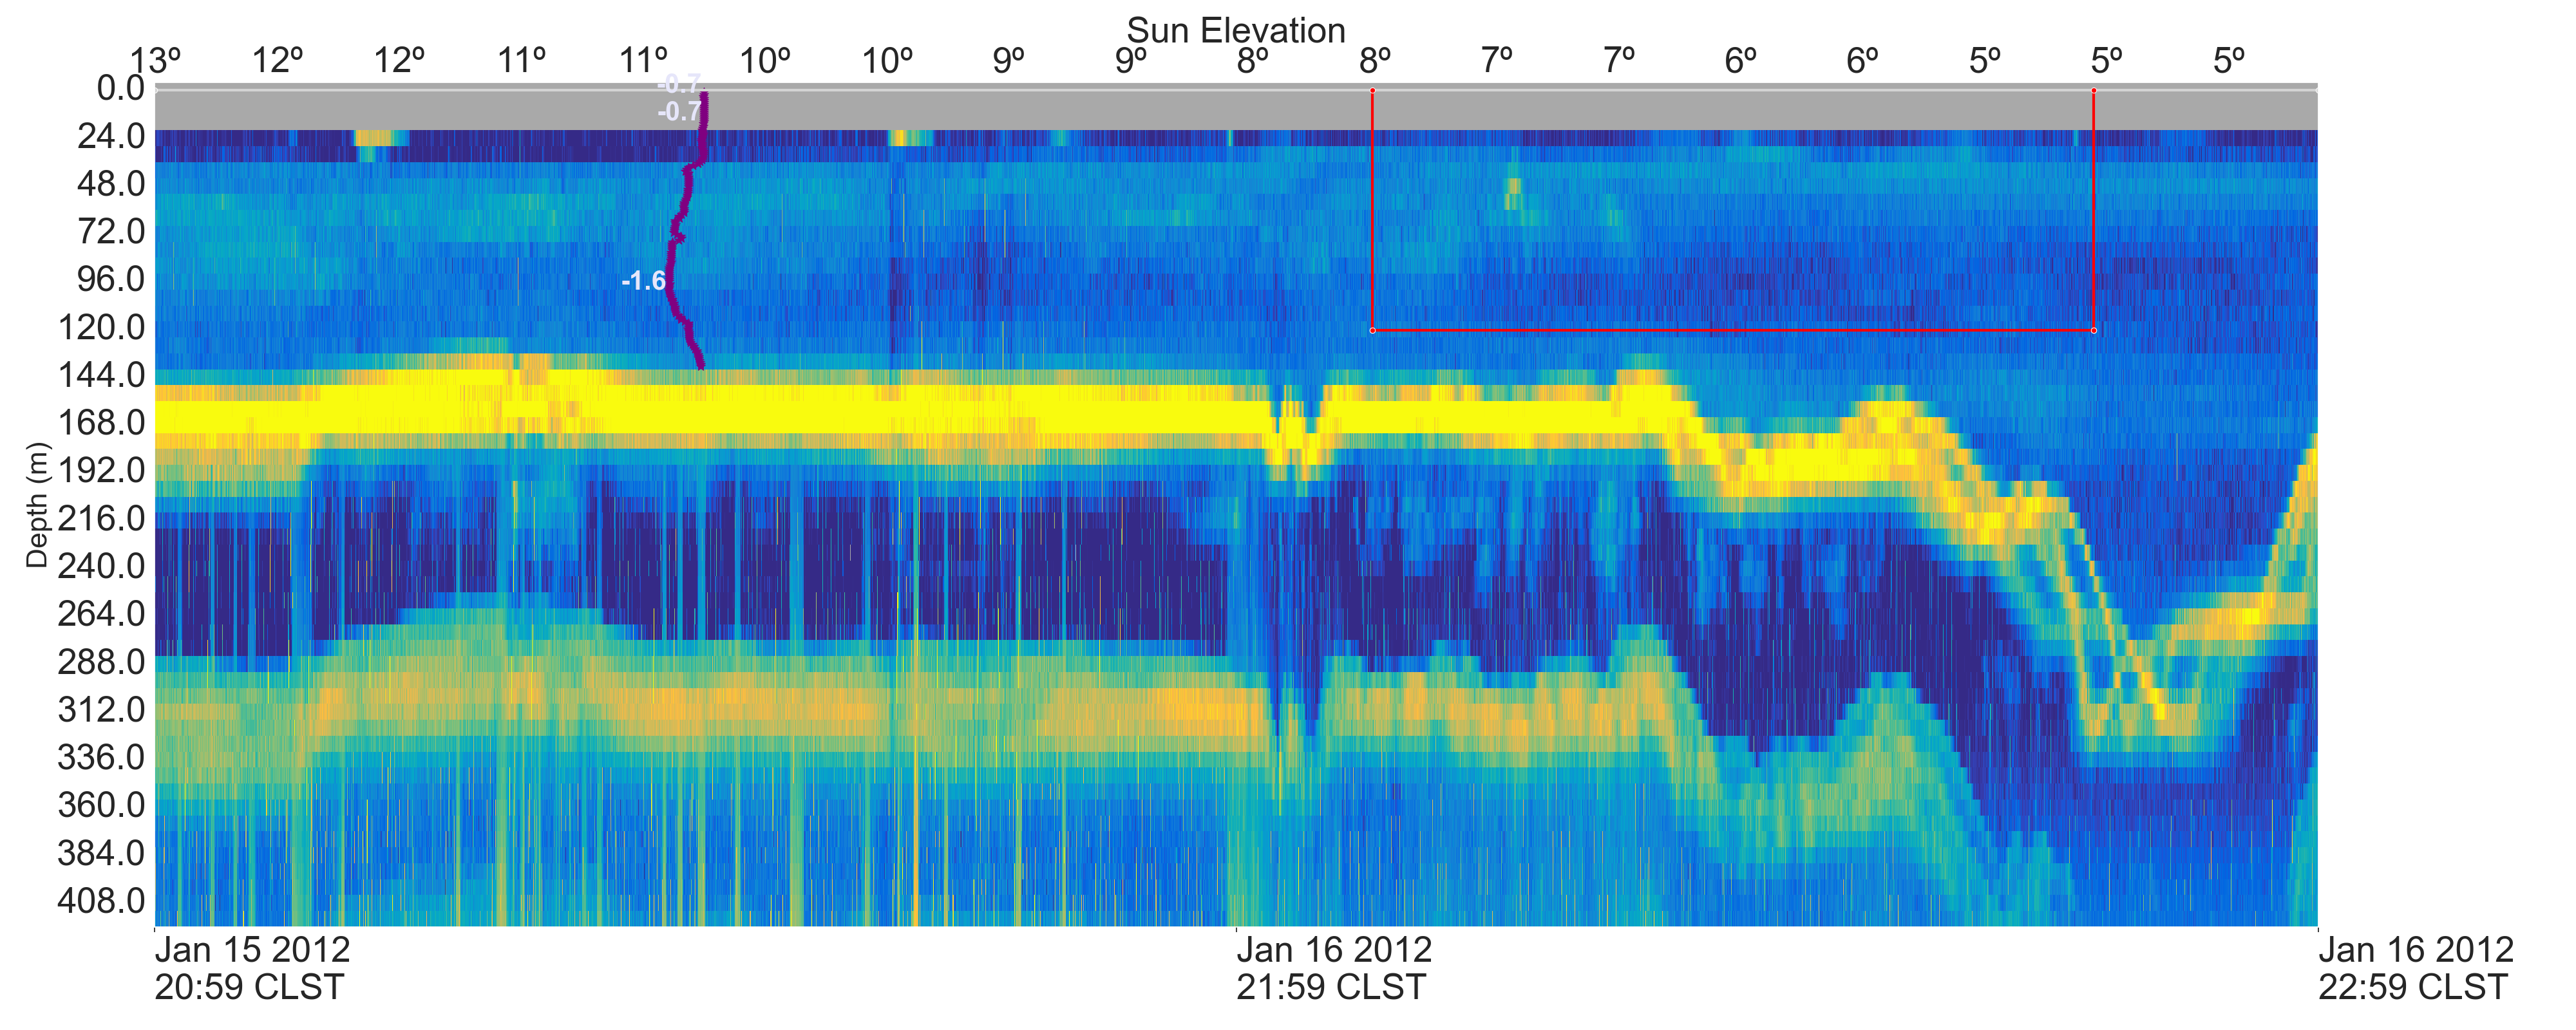 Sun Elevation
13º 12º 12º 11º 11º 10º 10º 9º 9º 8º 8º 7º 7º 6º 6º 5º 5º 5º
0.0
24.0
48.0
72.0
96.0
120.0
144.0
168.0
192.0
216.0
240.0
264.0
288.0
312.0
336.0
360.0
384.0
408.0
Depth (m)
-0.7
-0.7
-1.6
Jan 15 2012
20:59 CLST
Jan 16 2012
21:59 CLST
Jan 16 2012
22:59 CLST